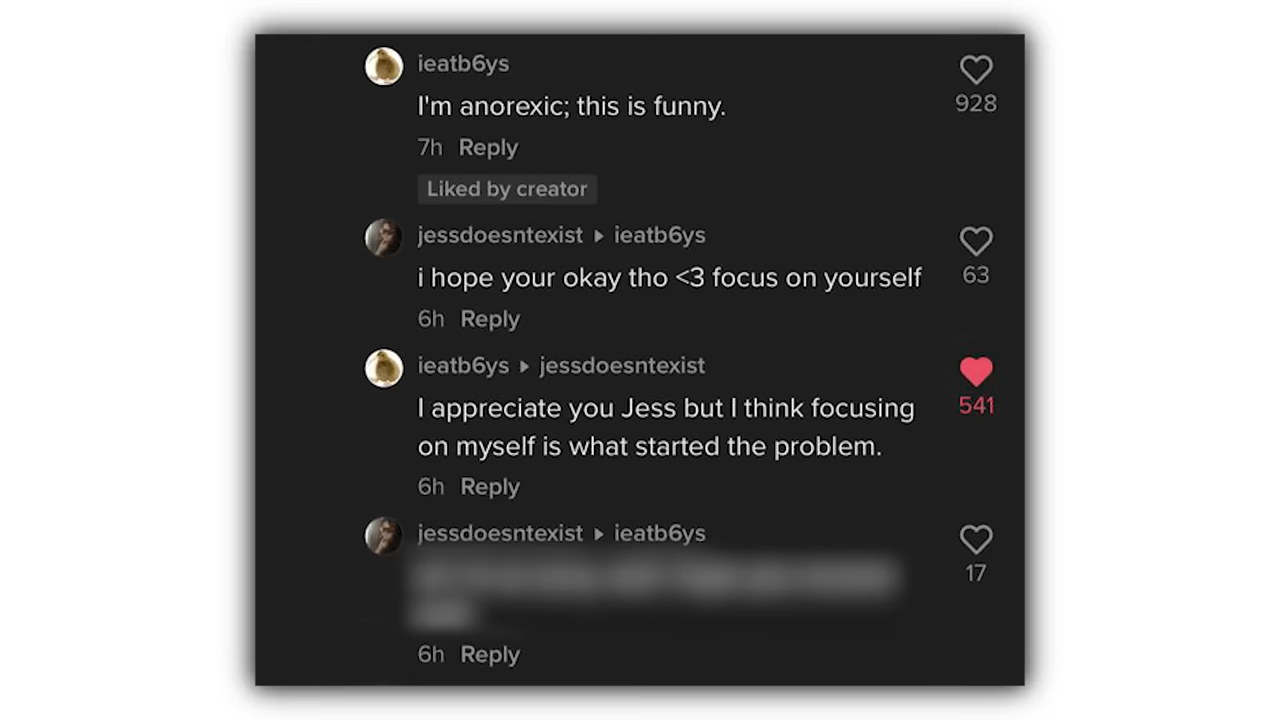 ieatb6ys
I'm anorexic; this is funny.
928
7h Reply
Liked by creator
jessdoesntexist ▸ ieatb6ys
i hope your okay tho <3 focus on yourself
63
6h Reply
ieatb6ys ▸ jessdoesntexist
I appreciate you Jess but I think focusing
541
on myself is what started the problem.
6h Reply
jessdoesntexist ▸ ieatb6ys
17
6h Reply